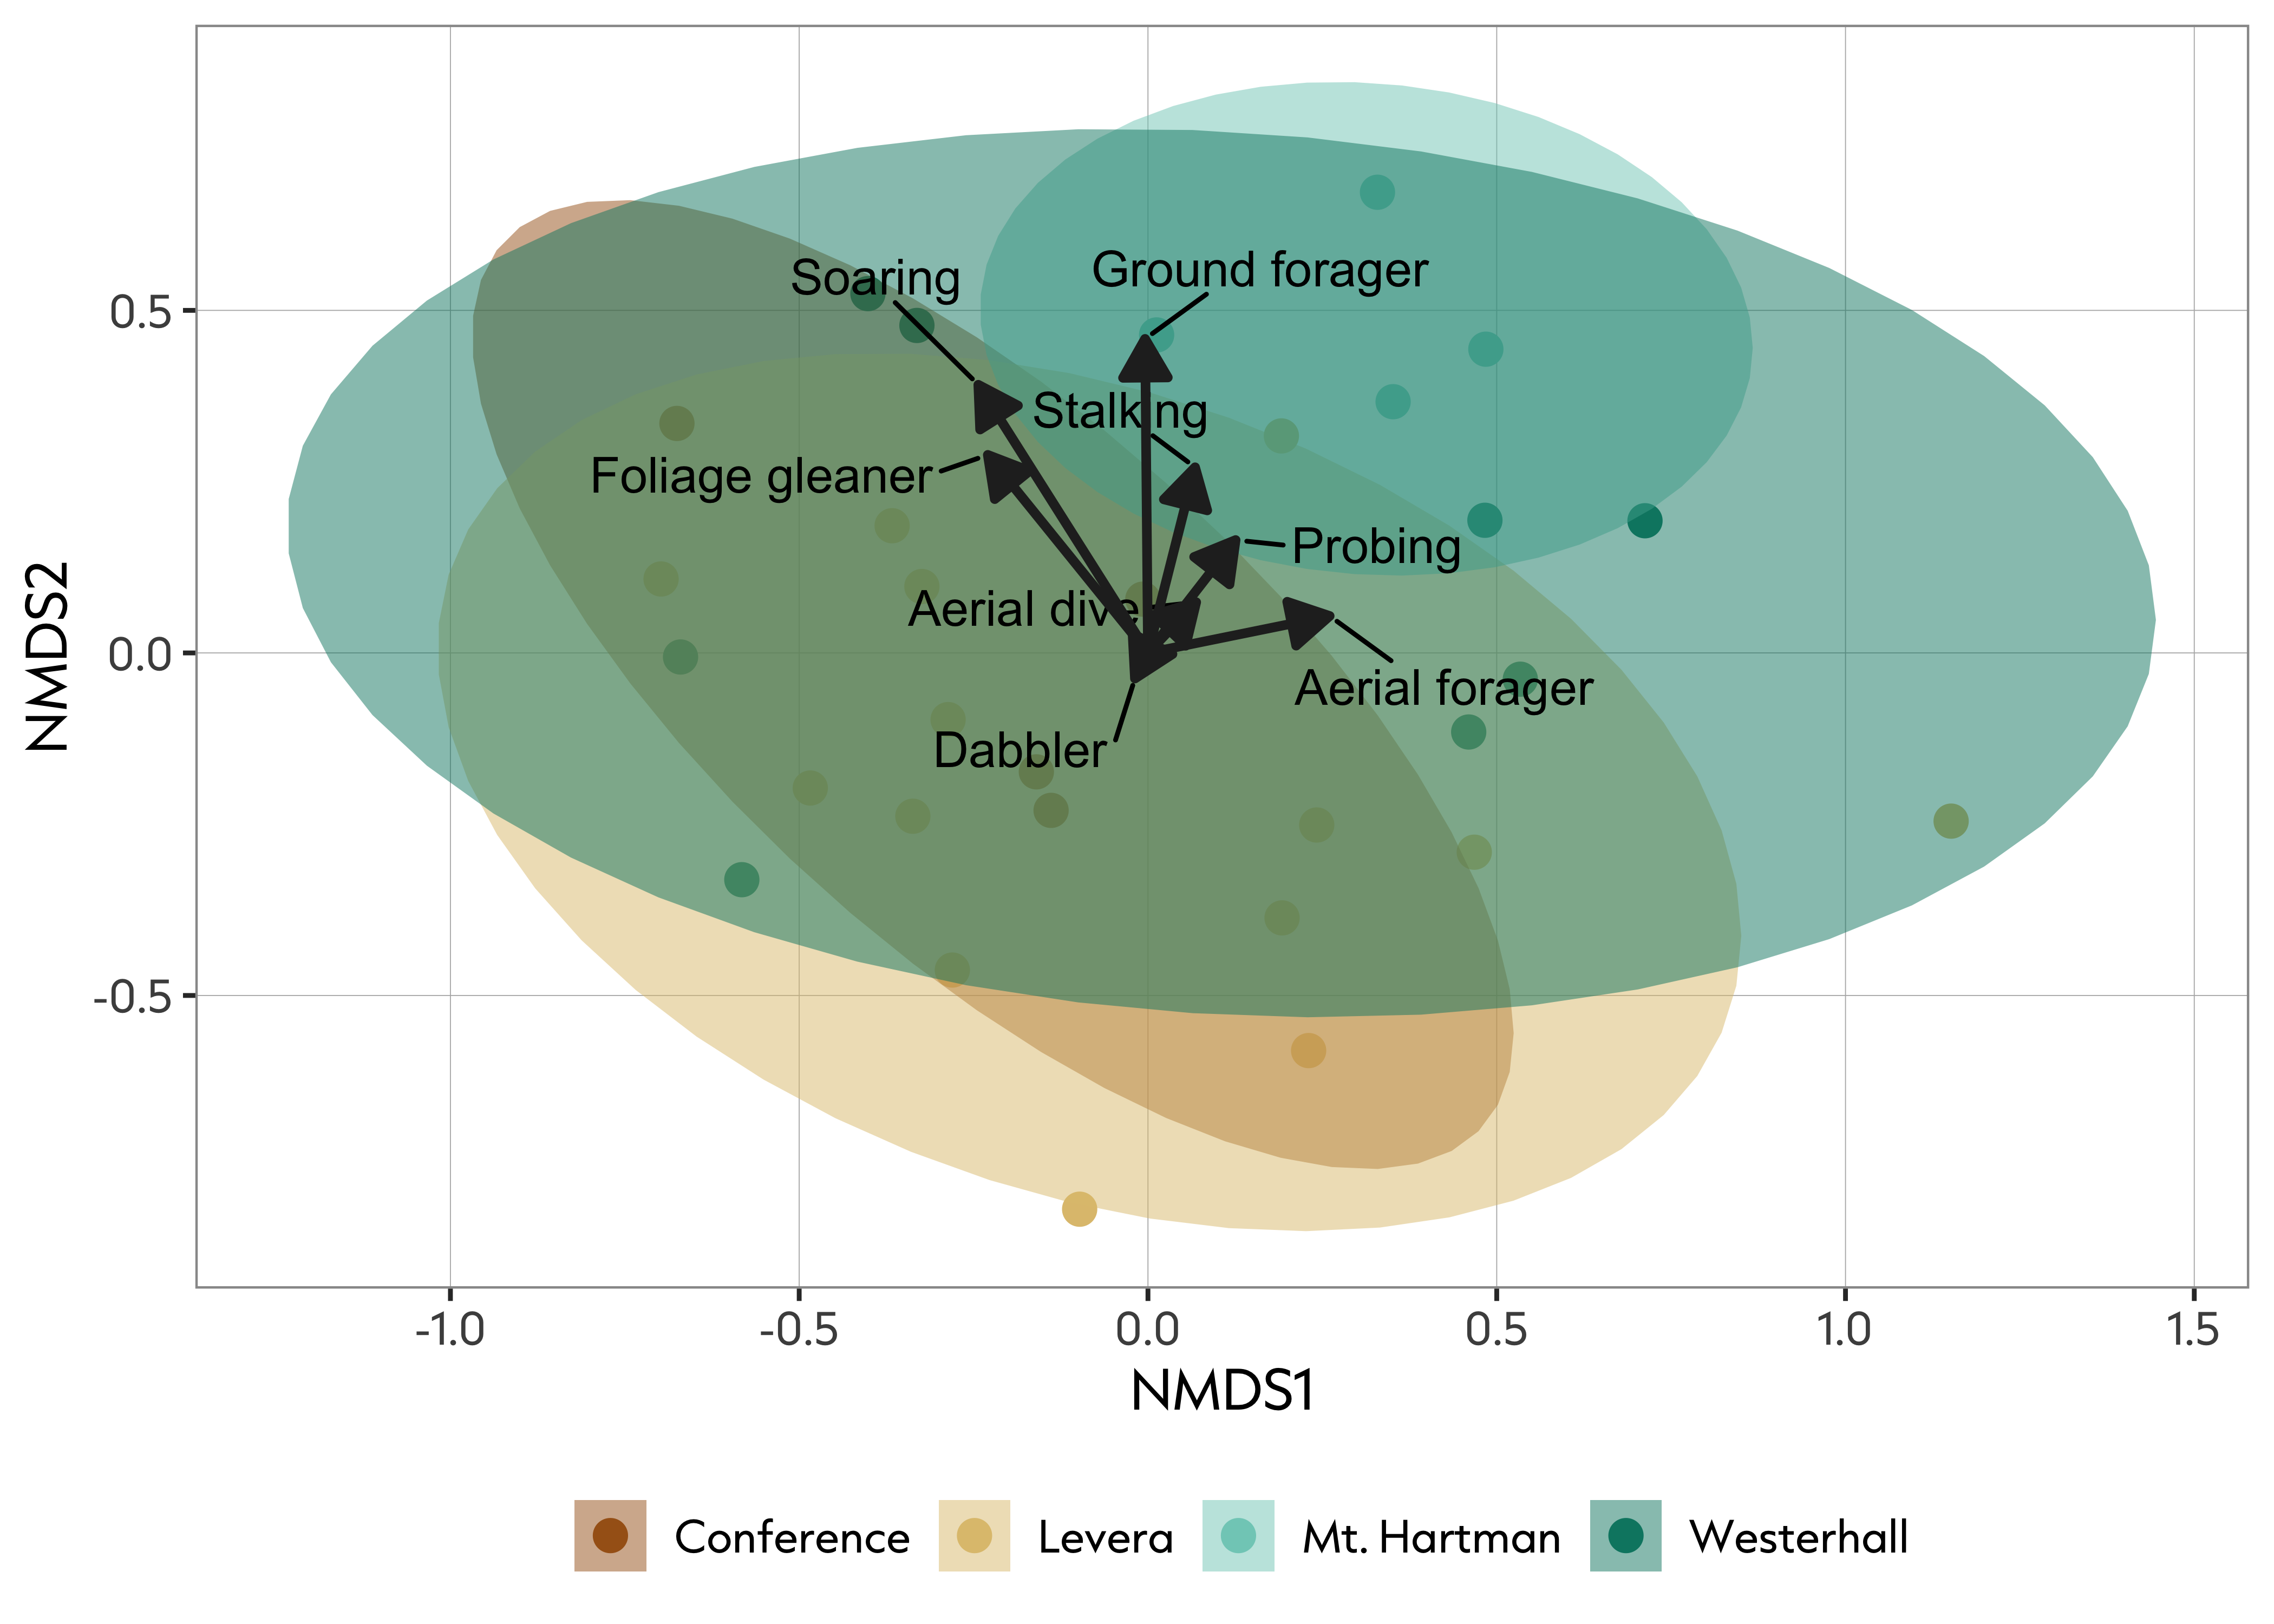 Soaring
Ground forager
Stalking
Foliage gleaner
Probing
Aerial diver
Aerial forager
Dabbler
NMDS2
0.5
0.0
-0.5
-1.0 -0.5 0.0 0.5 1.0 1.5
NMDS1
Conference Levera Mt. Hartman Westerhall